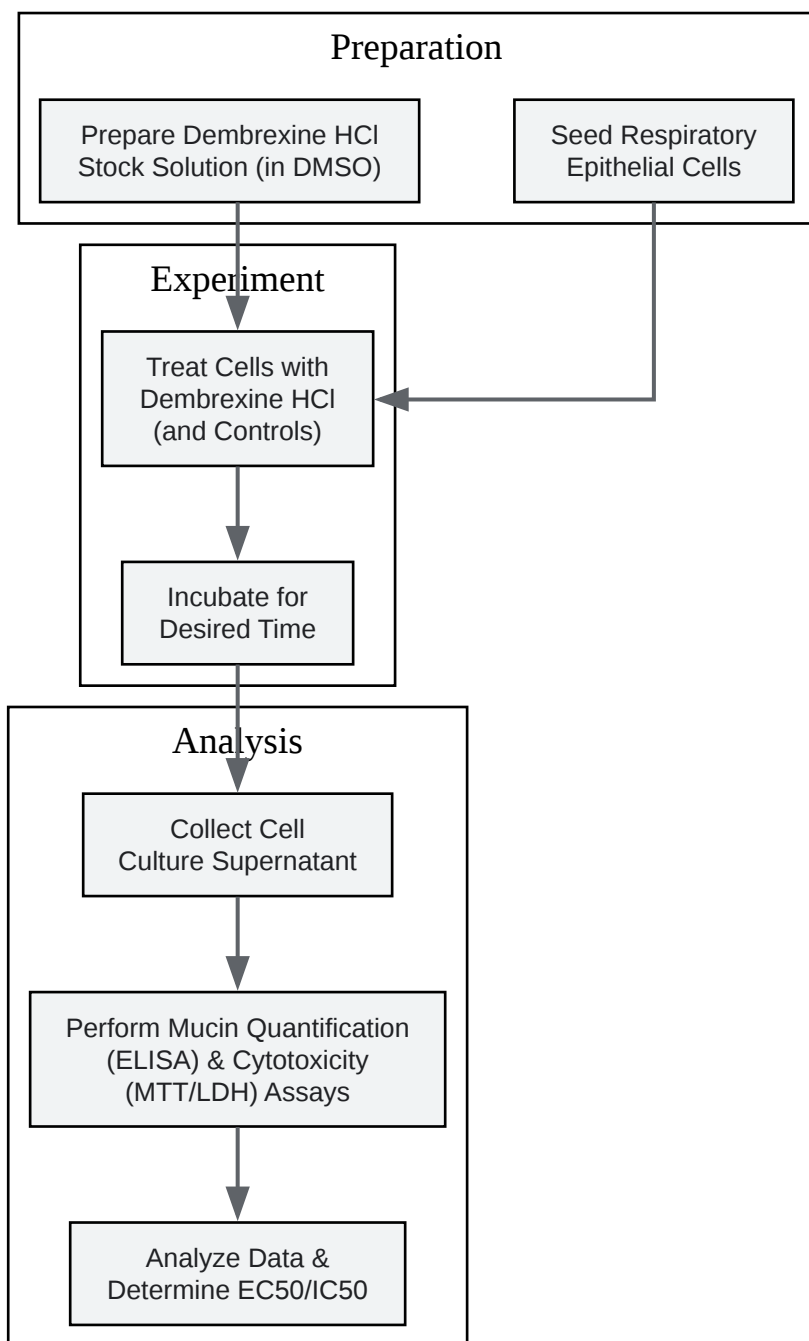 Preparation
Prepare Dembrexine HCl
Stock Solution (in DMSO)
Seed Respiratory
Epithelial Cells
Experiment
Treat Cells with
Dembrexine HCl
(and Controls)
Incubate for
Desired Time
Analysis
Collect Cell
Culture Supernatant
Perform Mucin Quantification
(ELISA) & Cytotoxicity
(MTT/LDH) Assays
Analyze Data &
Determine EC50/IC50